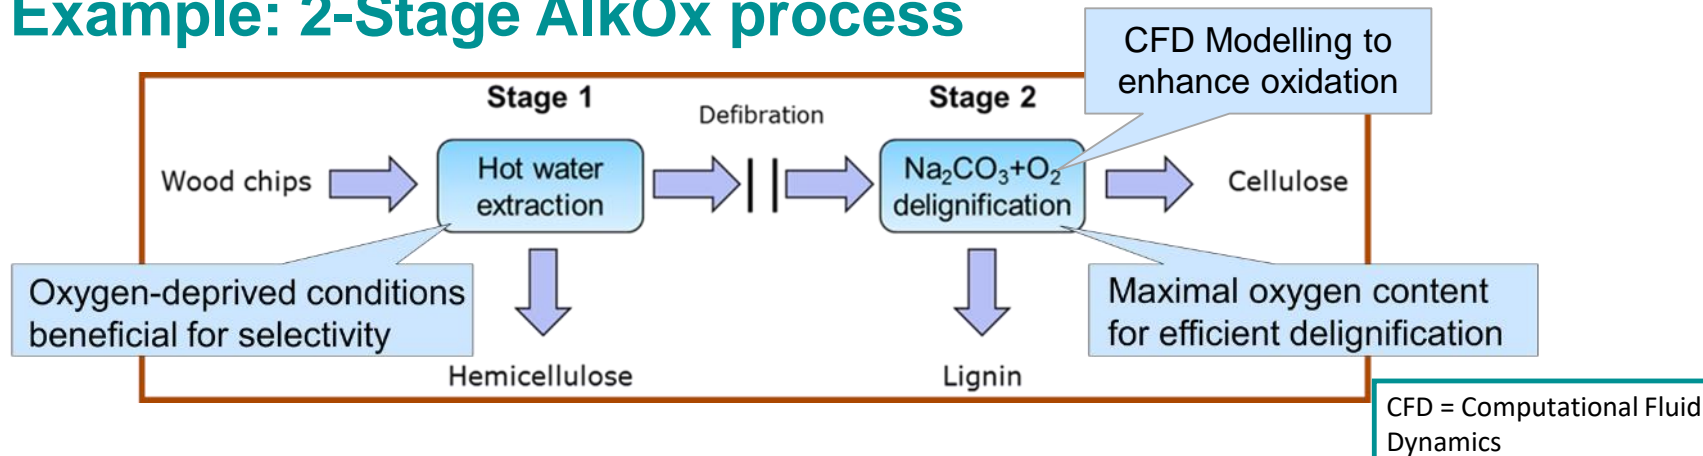 Example: 2-Stage AlkOx process
CFD Modelling to
enhance oxidation
Stage 1
Defibration
Stage 2
Wood chips
Hot water
extraction
Na₂CO₃+O₂
delignification
Cellulose
Oxygen-deprived conditions
beneficial for selectivity
Maximal oxygen content
for efficient delignification
Hemicellulose
Lignin
CFD = Computational Fluid
Dynamics